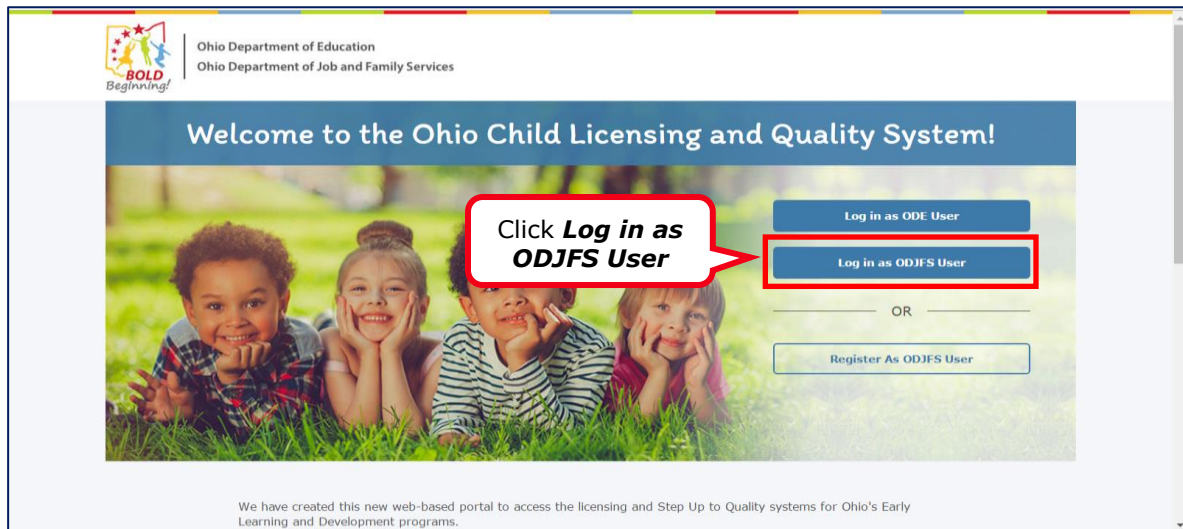 BOLD
Beginning!
Ohio Department of Education
Ohio Department of Job and Family Services
Welcome to the Ohio Child Licensing and Quality System!
Click Log in as
ODJFS User
Log in as ODE User
Log in as ODJFS User
OR
Register As ODJFS User
We have created this new web-based portal to access the licensing and Step Up to Quality systems for Ohio's Early
Learning and Development programs.